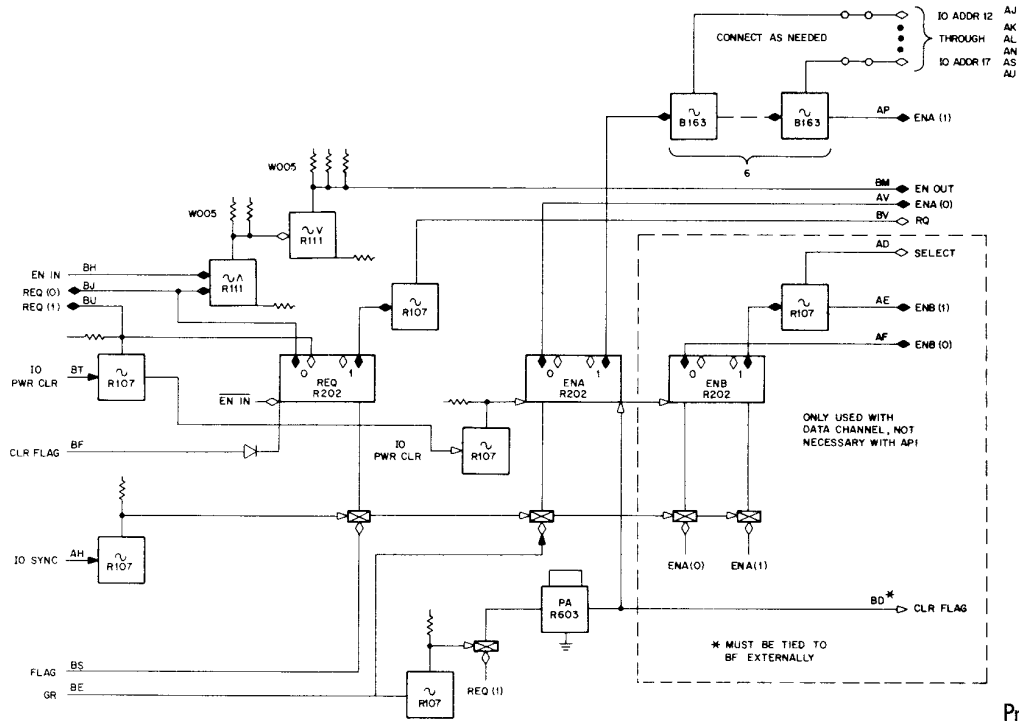 IO ADDR 12 AJ
CONNECT AS NEEDED THROUGH AK
AL
AN
IO ADDR 17 AS
AU
B163 B163 AP ENA (1)
6
W005
BM EN OUT
AV ENA (0)
BV RQ
W005
R111
AD SELECT
EN IN BH
R111
REQ (0) BJ
REQ (1) BU
R107
R107 AE ENB (1)
AF ENB (0)
0 1
0 1
0 1
IO PWR CLR BT
R107
REQ R202
ENA R202
ENB R202
EN IN
IO PWR CLR
R107
ONLY USED WITH
DATA CHANNEL, NOT
NECESSARY WITH API
CLR FLAG BF
IO SYNC AH
R107
ENA(0) ENA(1)
PA R603
BD* CLR FLAG
* MUST BE TIED TO
BF EXTERNALLY
FLAG BS
GR BE
R107
REQ (1)
Pr